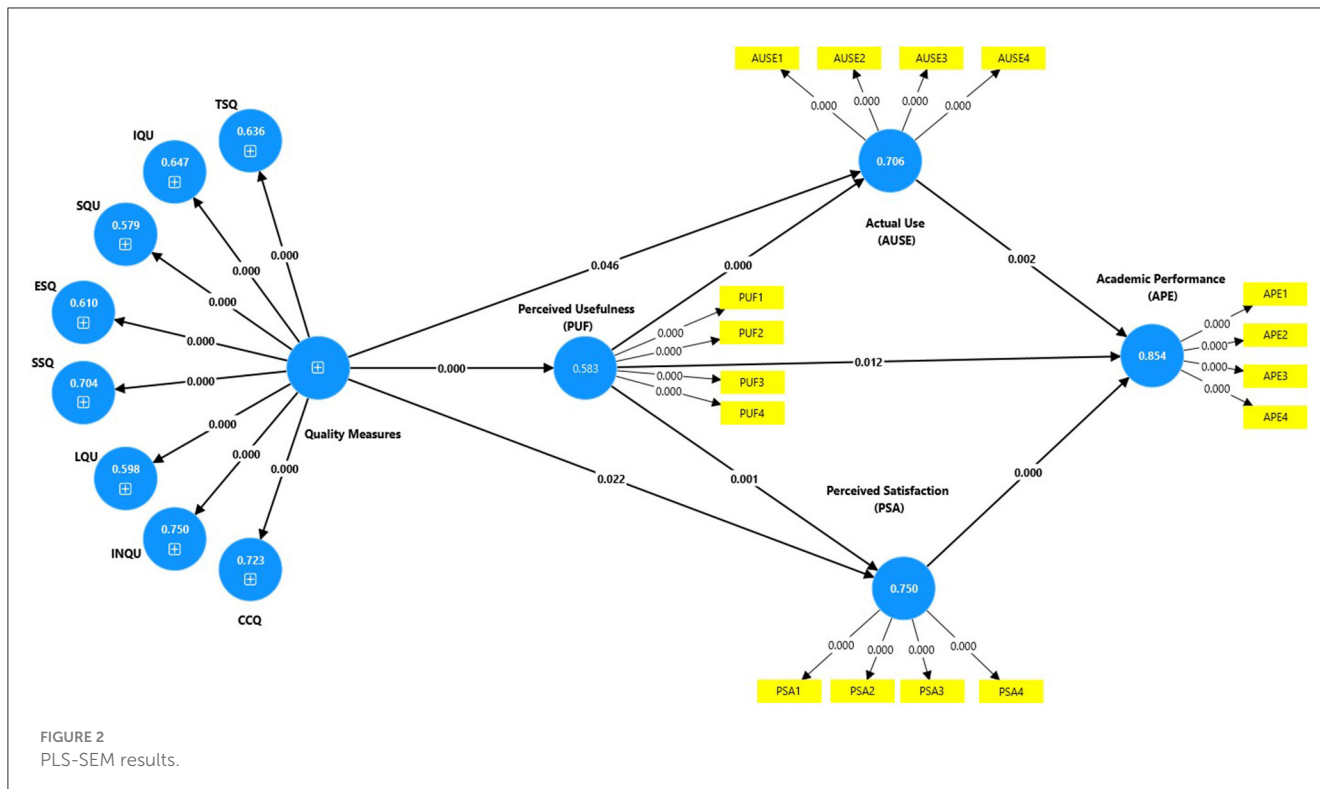 AUSE1
AUSE2
AUSE3
AUSE4
0.000
0.000
0.000
0.000
0.706
Actual Use
(AUSE)
TSQ
0.636
IQU
0.647
SQU
0.579
ESQ
0.610
SSQ
0.704
LQU
0.598
INQU
0.750
CCQ
0.723
0.000
0.000
0.000
0.000
0.000
0.000
0.000
0.000
Quality Measures
0.046
0.000
0.022
Perceived Usefulness
(PUF)
0.583
0.000
0.012
0.001
0.000
0.000
0.000
0.000
PUF1
PUF2
PUF3
PUF4
0.002
0.000
Academic Performance
(APE)
0.854
0.000
0.000
0.000
0.000
APE1
APE2
APE3
APE4
Perceived Satisfaction
(PSA)
0.750
0.000
0.000
0.000
0.000
PSA1
PSA2
PSA3
PSA4
FIGURE 2
PLS-SEM results.